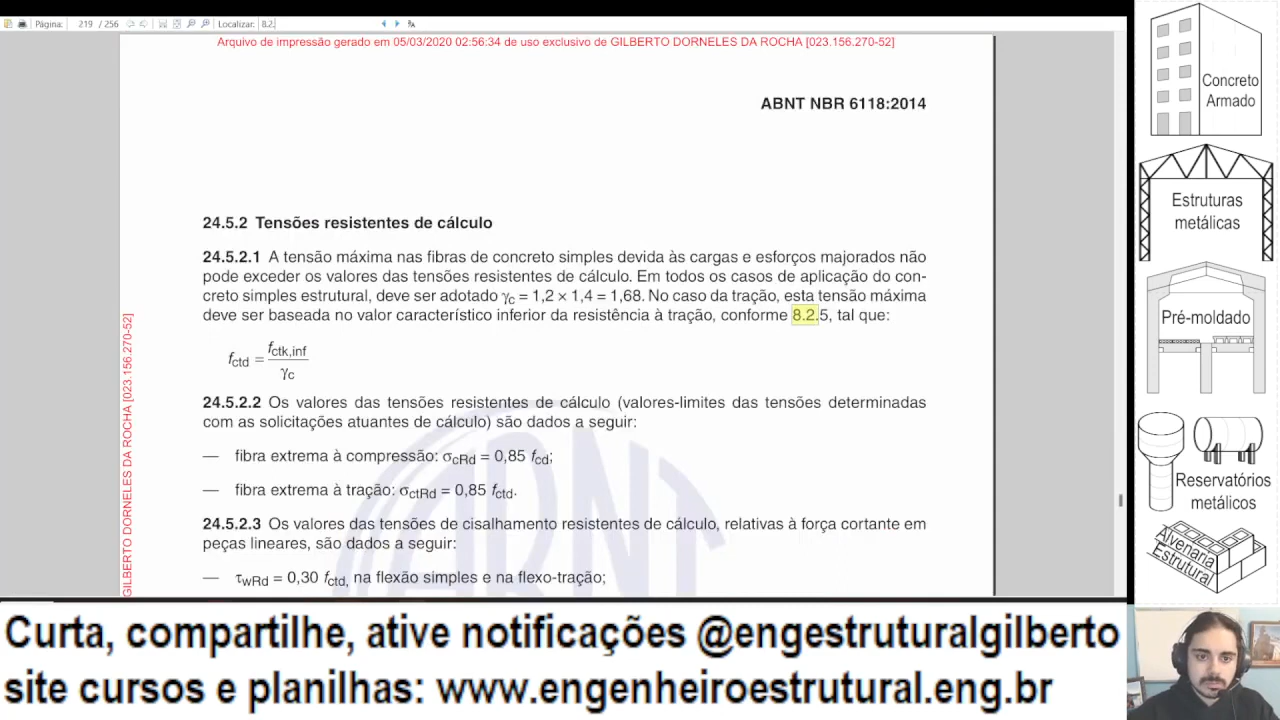 Página: 219 / 256 Localizar: 8.2.
Arquivo de impressão gerado em 05/03/2020 02:56:34 de uso exclusivo de GILBERTO DORNELES DA ROCHA [023.156.270-52]
ABNT NBR 6118:2014
24.5.2 Tensões resistentes de cálculo
24.5.2.1 A tensão máxima nas fibras de concreto simples devida às cargas e esforços majorados não
pode exceder os valores das tensões resistentes de cálculo. Em todos os casos de aplicação do con-
creto simples estrutural, deve ser adotado γc = 1,2 × 1,4 = 1,68. No caso da tração, esta tensão máxima
deve ser baseada no valor característico inferior da resistência à tração, conforme 8.2.5, tal que:
fctd = fctk,inf / γc
24.5.2.2 Os valores das tensões resistentes de cálculo (valores-limites das tensões determinadas
com as solicitações atuantes de cálculo) são dados a seguir:
— fibra extrema à compressão: σcRd = 0,85 fcd;
— fibra extrema à tração: σctRd = 0,85 fctd.
24.5.2.3 Os valores das tensões de cisalhamento resistentes de cálculo, relativas à força cortante em
peças lineares, são dados a seguir:
— τwRd = 0,30 fctd, na flexão simples e na flexo-tração;
GILBERTO DORNELES DA ROCHA [023.156.270-52]
ABNT
Concreto
Armado
Estruturas
metálicas
Pré-moldado
Reservatórios
metálicos
Alvenaria
Estrutural
Curta, compartilhe, ative notificações @engestruturalgilberto
site cursos e planilhas: www.engenheiroestrutural.eng.br